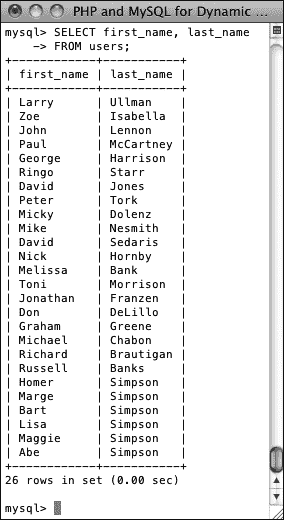 PHP and MySQL for Dynamic ...
mysql> SELECT first_name, last_name
    -> FROM users;
+------------+-----------+
| first_name | last_name |
+------------+-----------+
| Larry      | Ullman    |
| Zoe        | Isabella  |
| John       | Lennon    |
| Paul       | McCartney |
| George     | Harrison  |
| Ringo      | Starr     |
| David      | Jones     |
| Peter      | Tork      |
| Micky      | Dolenz    |
| Mike       | Nesmith   |
| David      | Sedaris   |
| Nick       | Hornby    |
| Melissa    | Bank      |
| Toni       | Morrison  |
| Jonathan   | Franzen   |
| Don        | DeLillo   |
| Graham     | Greene    |
| Michael    | Chabon    |
| Richard    | Brautigan |
| Russell    | Banks     |
| Homer      | Simpson   |
| Marge      | Simpson   |
| Bart       | Simpson   |
| Lisa       | Simpson   |
| Maggie     | Simpson   |
| Abe        | Simpson   |
+------------+-----------+
26 rows in set (0.00 sec)
mysql>